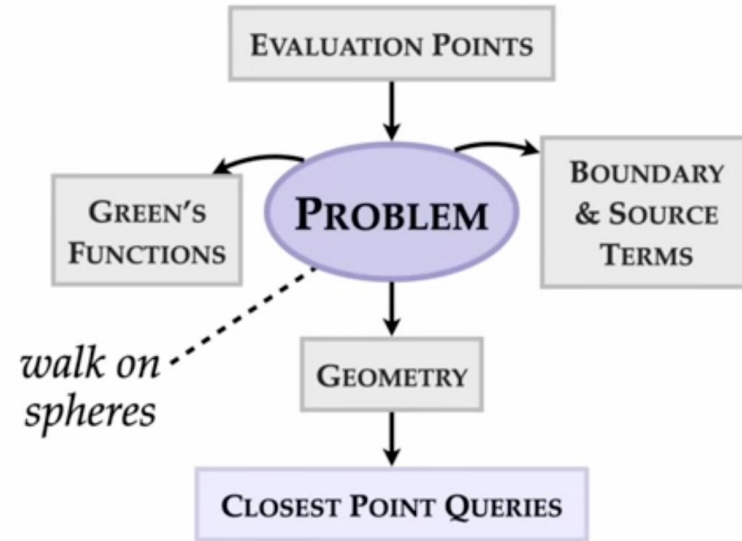 EVALUATION POINTS
PROBLEM
GREEN'S
FUNCTIONS
BOUNDARY
& SOURCE
TERMS
walk on
spheres
GEOMETRY
CLOSEST POINT QUERIES